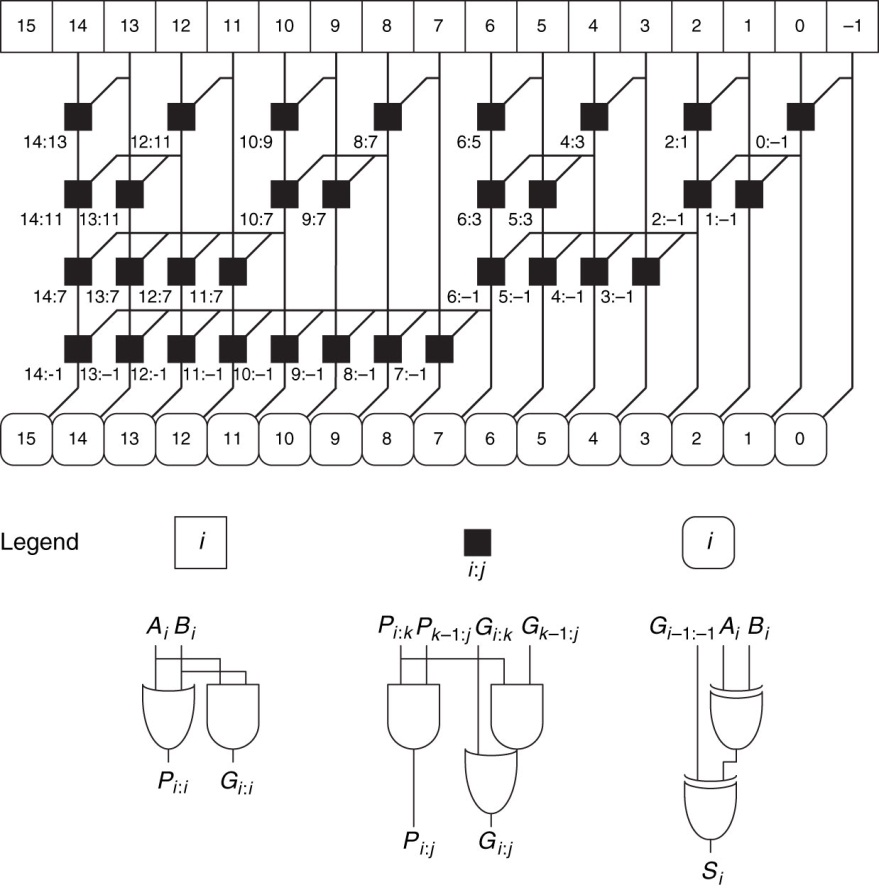 15 14 13 12 11 10 9 8 7 6 5 4 3 2 1 0 –1
14:13 12:11 10:9 8:7 6:5 4:3 2:1 0:–1
14:11 13:11 10:7 9:7 6:3 5:3 2:–1 1:–1
14:7 13:7 12:7 11:7 6:–1 5:–1 4:–1 3:–1
14:-1 13:–1 12:-1 11:–1 10:–1 9:–1 8:–1 7:–1
15 14 13 12 11 10 9 8 7 6 5 4 3 2 1 0
Legend i i:j i
Ai Bi Pi:k Pk–1:j Gi:k Gk–1:j Gi–1:–1 Ai Bi
Pi:i Gi:i Pi:j Gi:j Si